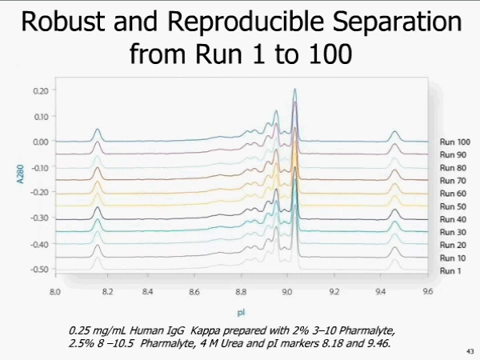 Robust and Reproducible Separation
from Run 1 to 100
0.20
0.10
0.00
-0.10
-0.20
-0.30
-0.40
-0.50
A280
Run 100
Run 90
Run 80
Run 70
Run 60
Run 50
Run 40
Run 30
Run 20
Run 10
Run 1
8.0 8.2 8.4 8.6 8.8 9.0 9.2 9.4 9.6
pI
0.25 mg/mL Human IgG Kappa prepared with 2% 3–10 Pharmalyte,
2.5% 8 –10.5 Pharmalyte, 4 M Urea and pI markers 8.18 and 9.46.
43